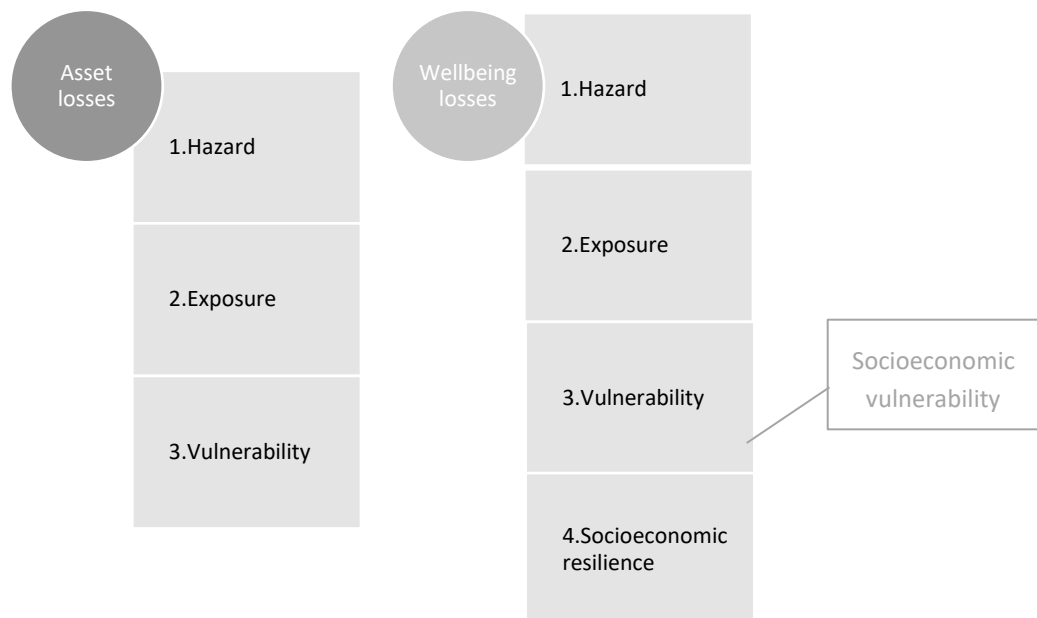 Asset
losses
1.Hazard
2.Exposure
3.Vulnerability
Wellbeing
losses
1.Hazard
2.Exposure
3.Vulnerability
4.Socioeconomic
resilience
Socioeconomic
vulnerability